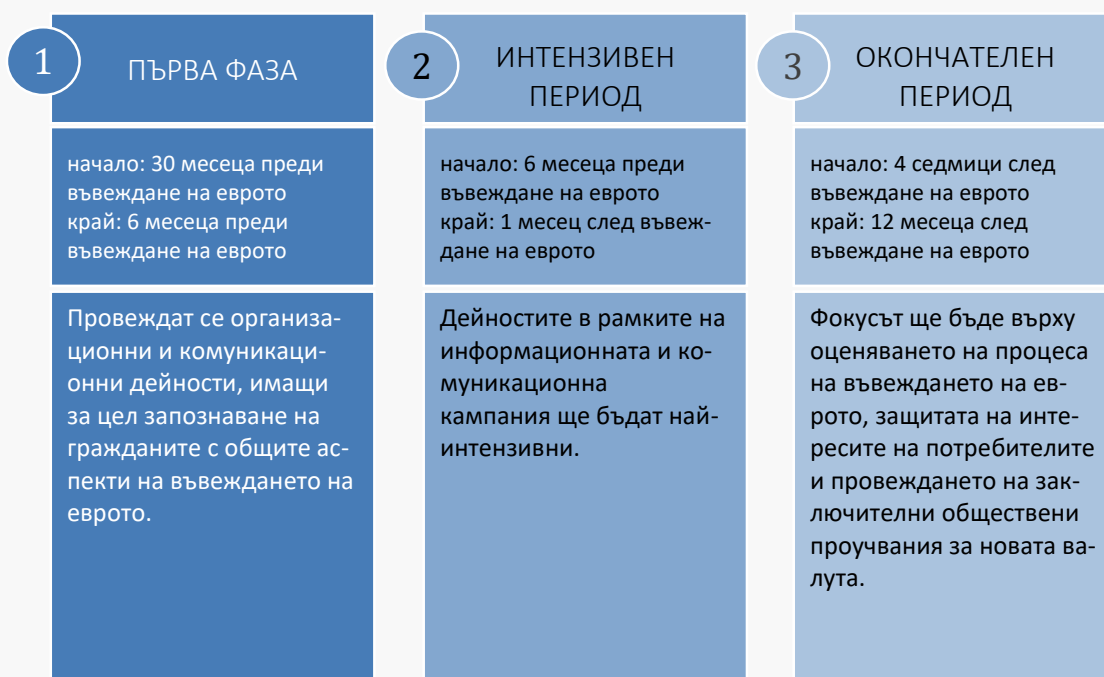 1
ПЪРВА ФАЗА
начало: 30 месеца преди
въвеждане на еврото
край: 6 месеца преди
въвеждане на еврото
Провеждат се организа-
ционни и комуникаци-
онни дейности, имащи
за цел запознаване на
гражданите с общите ас-
пекти на въвеждането на
еврото.
2
ИНТЕНЗИВЕН
ПЕРИОД
начало: 6 месеца преди
въвеждане на еврото
край: 1 месец след въвеж-
дане на еврото
Дейностите в рамките на
информационната и ко-
муникационна
кампания ще бъдат най-
интензивни.
3
ОКОНЧАТЕЛЕН
ПЕРИОД
начало: 4 седмици след
въвеждане на еврото
край: 12 месеца след
въвеждане на еврото
Фокусът ще бъде върху
оценяването на процеса
на въвеждането на ев-
рото, защитата на инте-
ресите на потребителите
и провеждането на зак-
лючителни обществени
проучвания за новата ва-
лута.